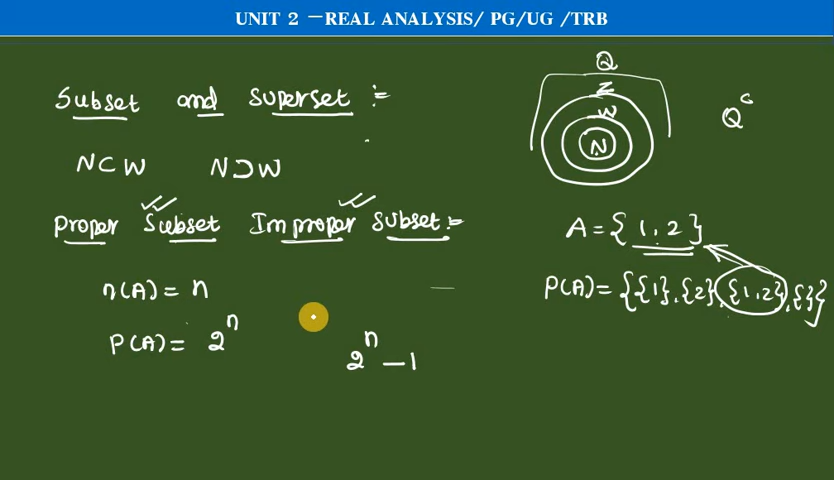 UNIT 2 – REAL ANALYSIS/ PG/UG /TRB
Subset and superset :=
N⊂W N⊃W
Proper Subset Improper subset :=
n(A) = n
P(A) = 2ⁿ
2ⁿ – 1
Q
Z
W
N
Qᶜ
A = {1, 2}
P(A) = {{1}, {2}, {1,2}, {}}